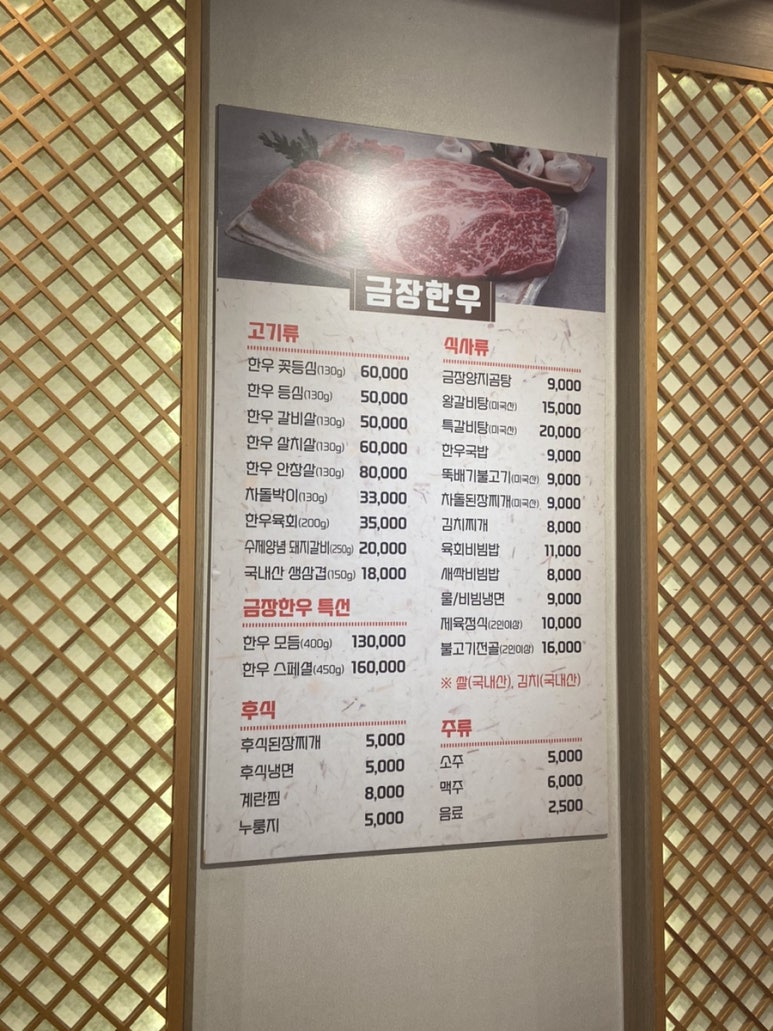 금장한우
고기류
한우 꽃등심(130g) 60,000
한우 등심(130g) 50,000
한우 갈비살(130g) 50,000
한우 살치살(130g) 60,000
한우 안창살(130g) 80,000
차돌박이(130g) 33,000
한우육회(200g) 35,000
수제양념 돼지갈비(250g) 20,000
국내산 생삼겹(150g) 18,000
금장한우 특선
한우 모듬(400g) 130,000
한우 스페셜(450g) 160,000
후식
후식된장찌개 5,000
후식냉면 5,000
계란찜 8,000
누룽지 5,000
식사류
금장양지곰탕 9,000
왕갈비탕(미국산) 15,000
특갈비탕(미국산) 20,000
한우국밥 9,000
뚝배기불고기(미국산) 9,000
차돌된장찌개(미국산) 9,000
김치찌개 8,000
육회비빔밥 11,000
새싹비빔밥 8,000
물/비빔냉면 9,000
제육정식(2인이상) 10,000
불고기전골(2인이상) 16,000
※ 쌀(국내산), 김치(국내산)
주류
소주 5,000
맥주 6,000
음료 2,500